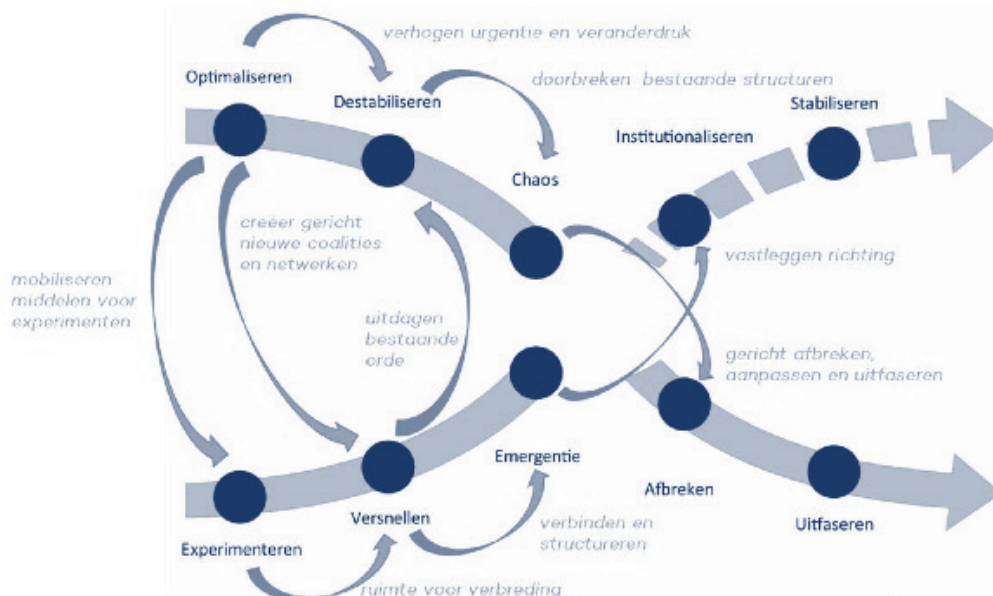 verhogen urgentie en veranderdruk
Optimaliseren
doorbreken bestaande structuren
Destabiliseren
Stabiliseren
Institutionaliseren
Chaos
creëer gericht
nieuwe coalities
en netwerken
vastleggen richting
mobiliseren
middelen voor
experimenten
uitdagen
bestaande
orde
gericht afbreken,
aanpassen en uitfaseren
Emergentie
Afbreken
Versnellen
Uitfaseren
verbinden en
structureren
Experimenteren
ruimte voor verbreding